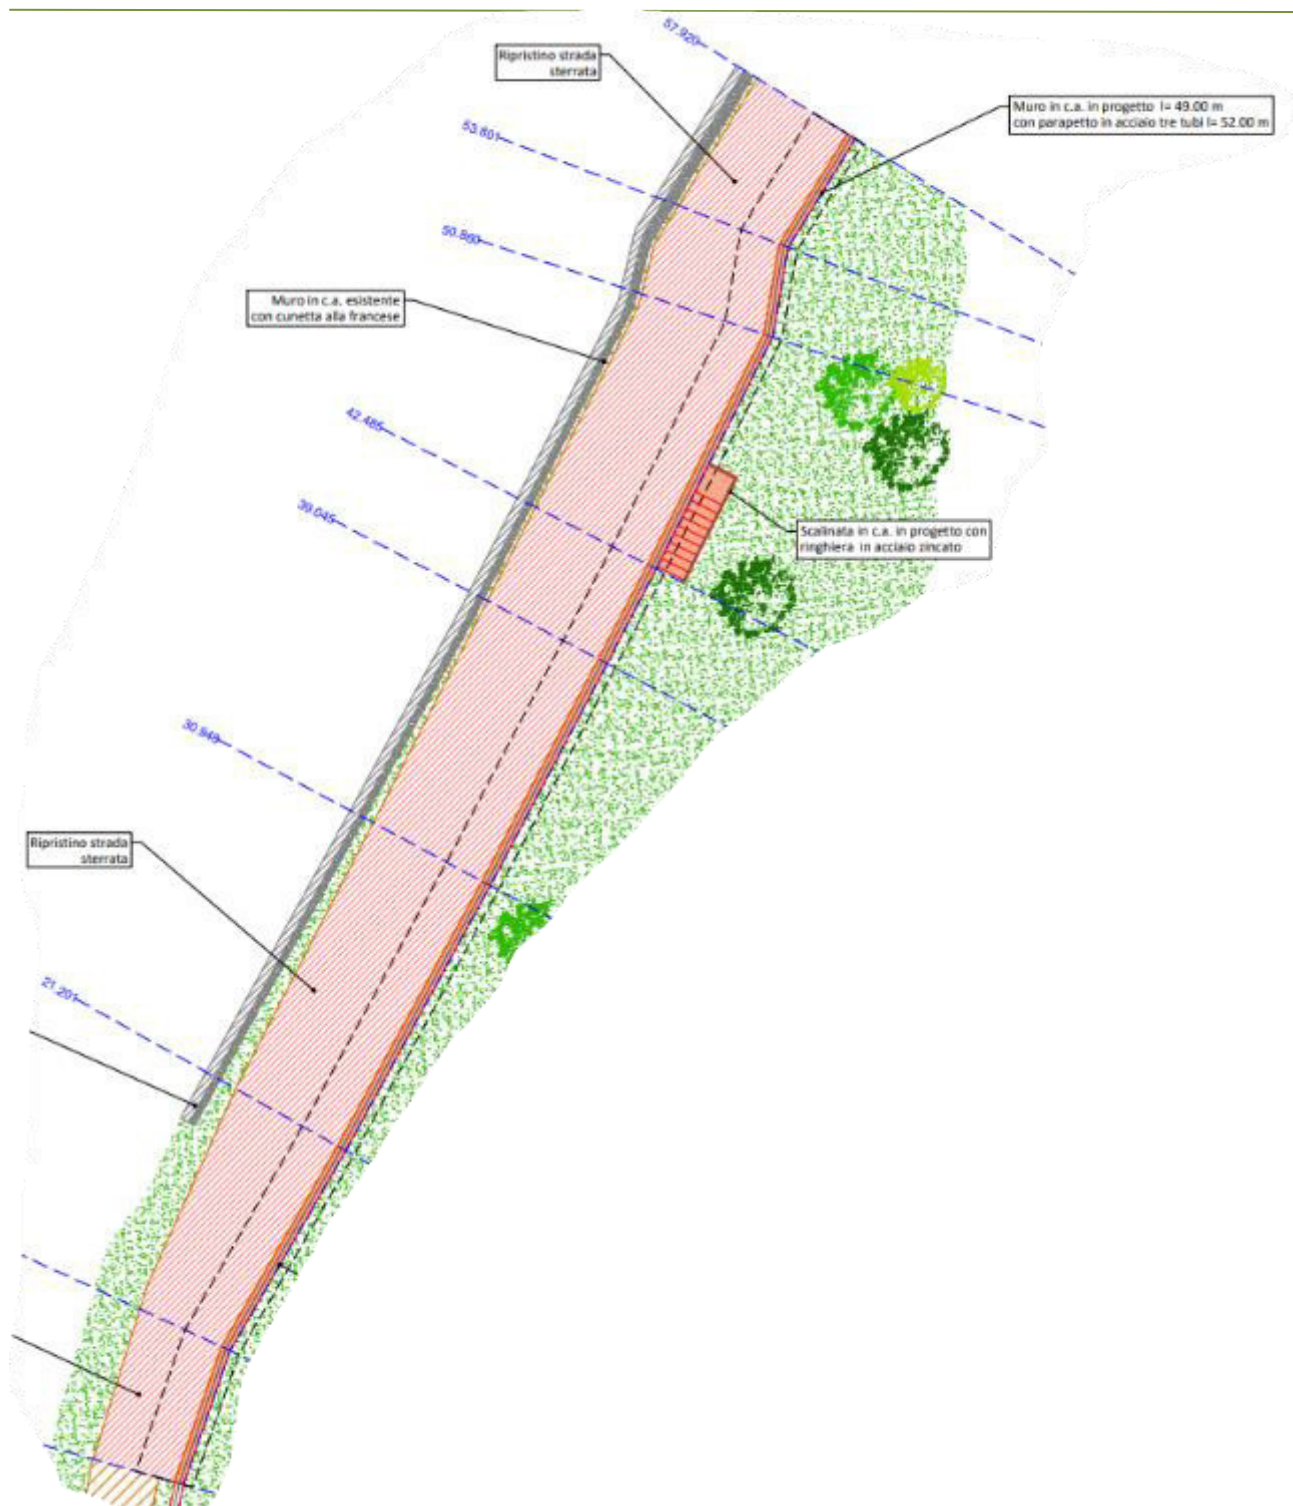 57.920
Ripristino strada
sterrata
Muro in c.a. in progetto l= 49.00 m
con parapetto in acciaio tre tubi l= 52.00 m
53.801
50.860
Muro in c.a. esistente
con cunetta alla francese
42.485
39.045
Scalinata in c.a. in progetto con
ringhiera in acciaio zincato
30.949
Ripristino strada
sterrata
21.201